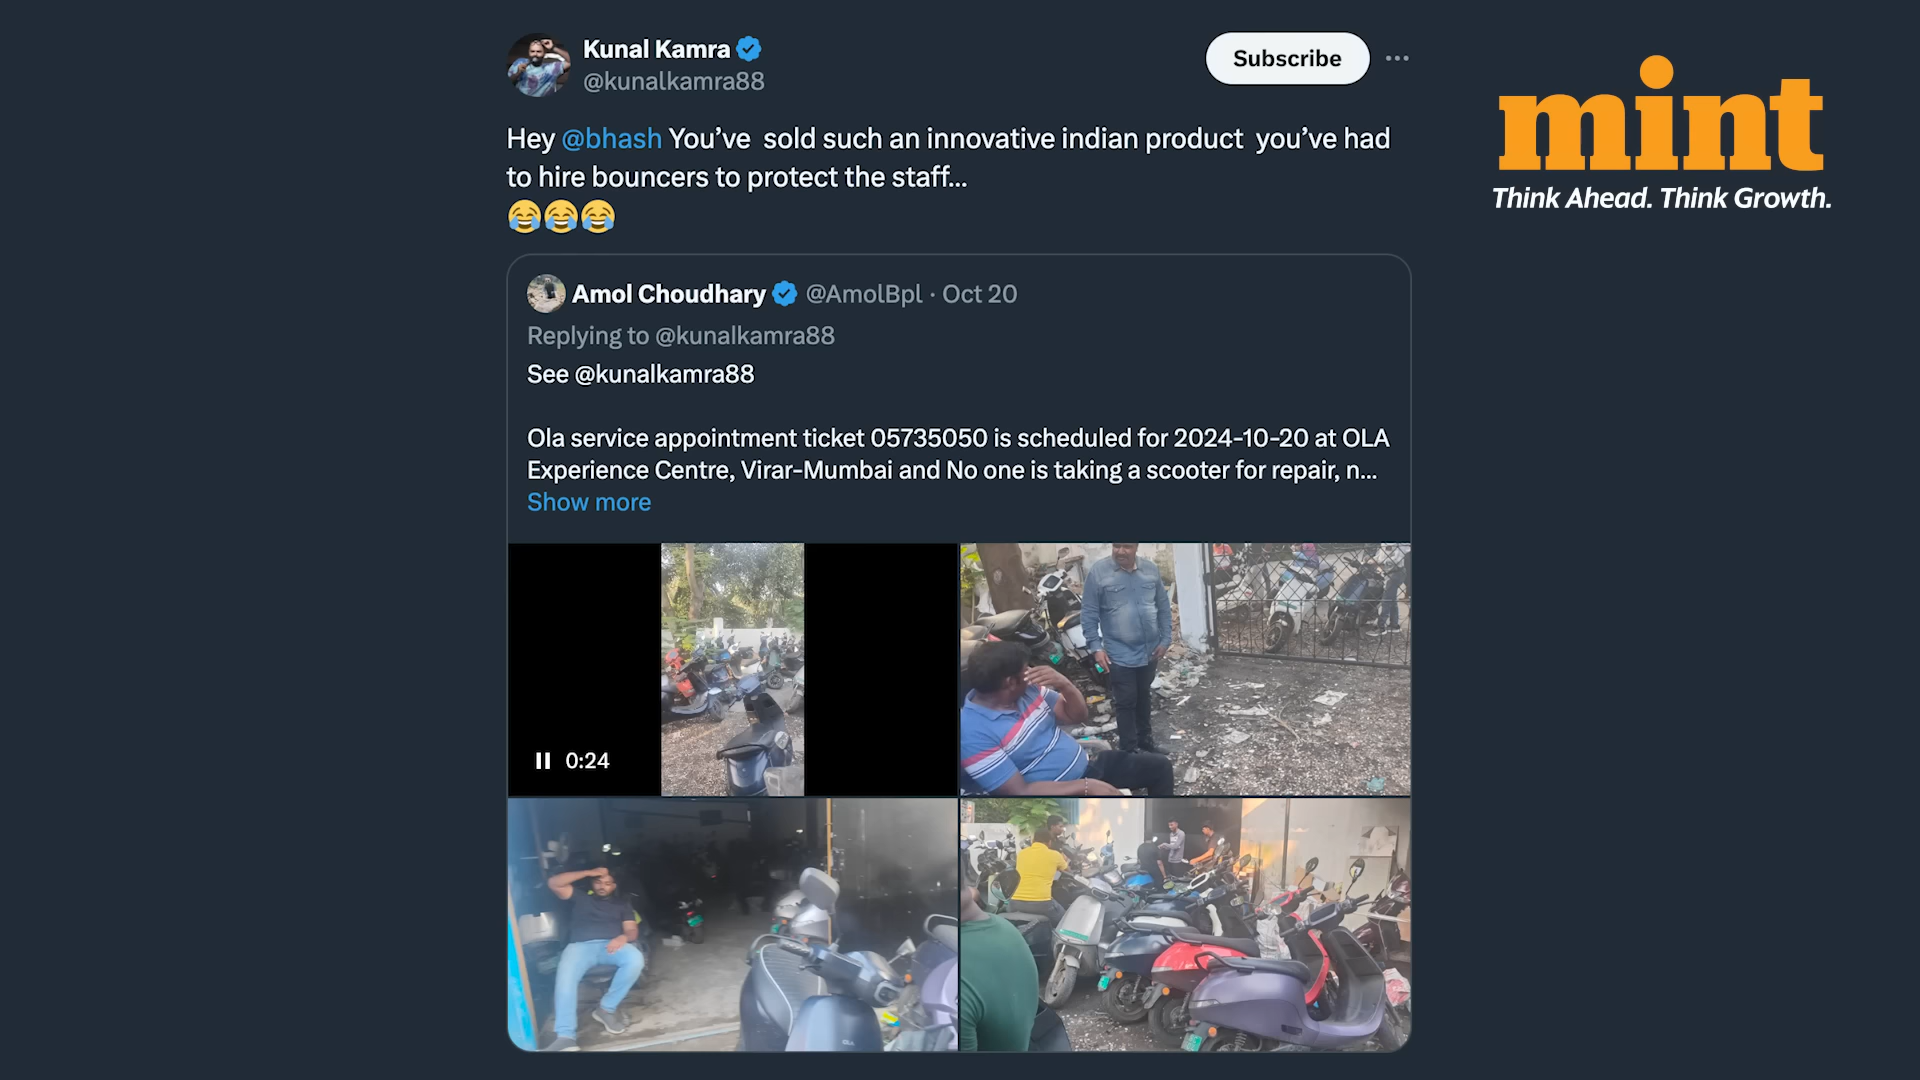 Kunal Kamra
@kunalkamra88
Subscribe
mint
Think Ahead. Think Growth.
Hey @bhash You’ve  sold such an innovative indian product  you’ve had
to hire bouncers to protect the staff...
😂😂😂
Amol Choudhary @AmolBpl · Oct 20
Replying to @kunalkamra88
See @kunalkamra88
Ola service appointment ticket 05735050 is scheduled for 2024-10-20 at OLA
Experience Centre, Virar-Mumbai and No one is taking a scooter for repair, n...
Show more
0:24
OLA